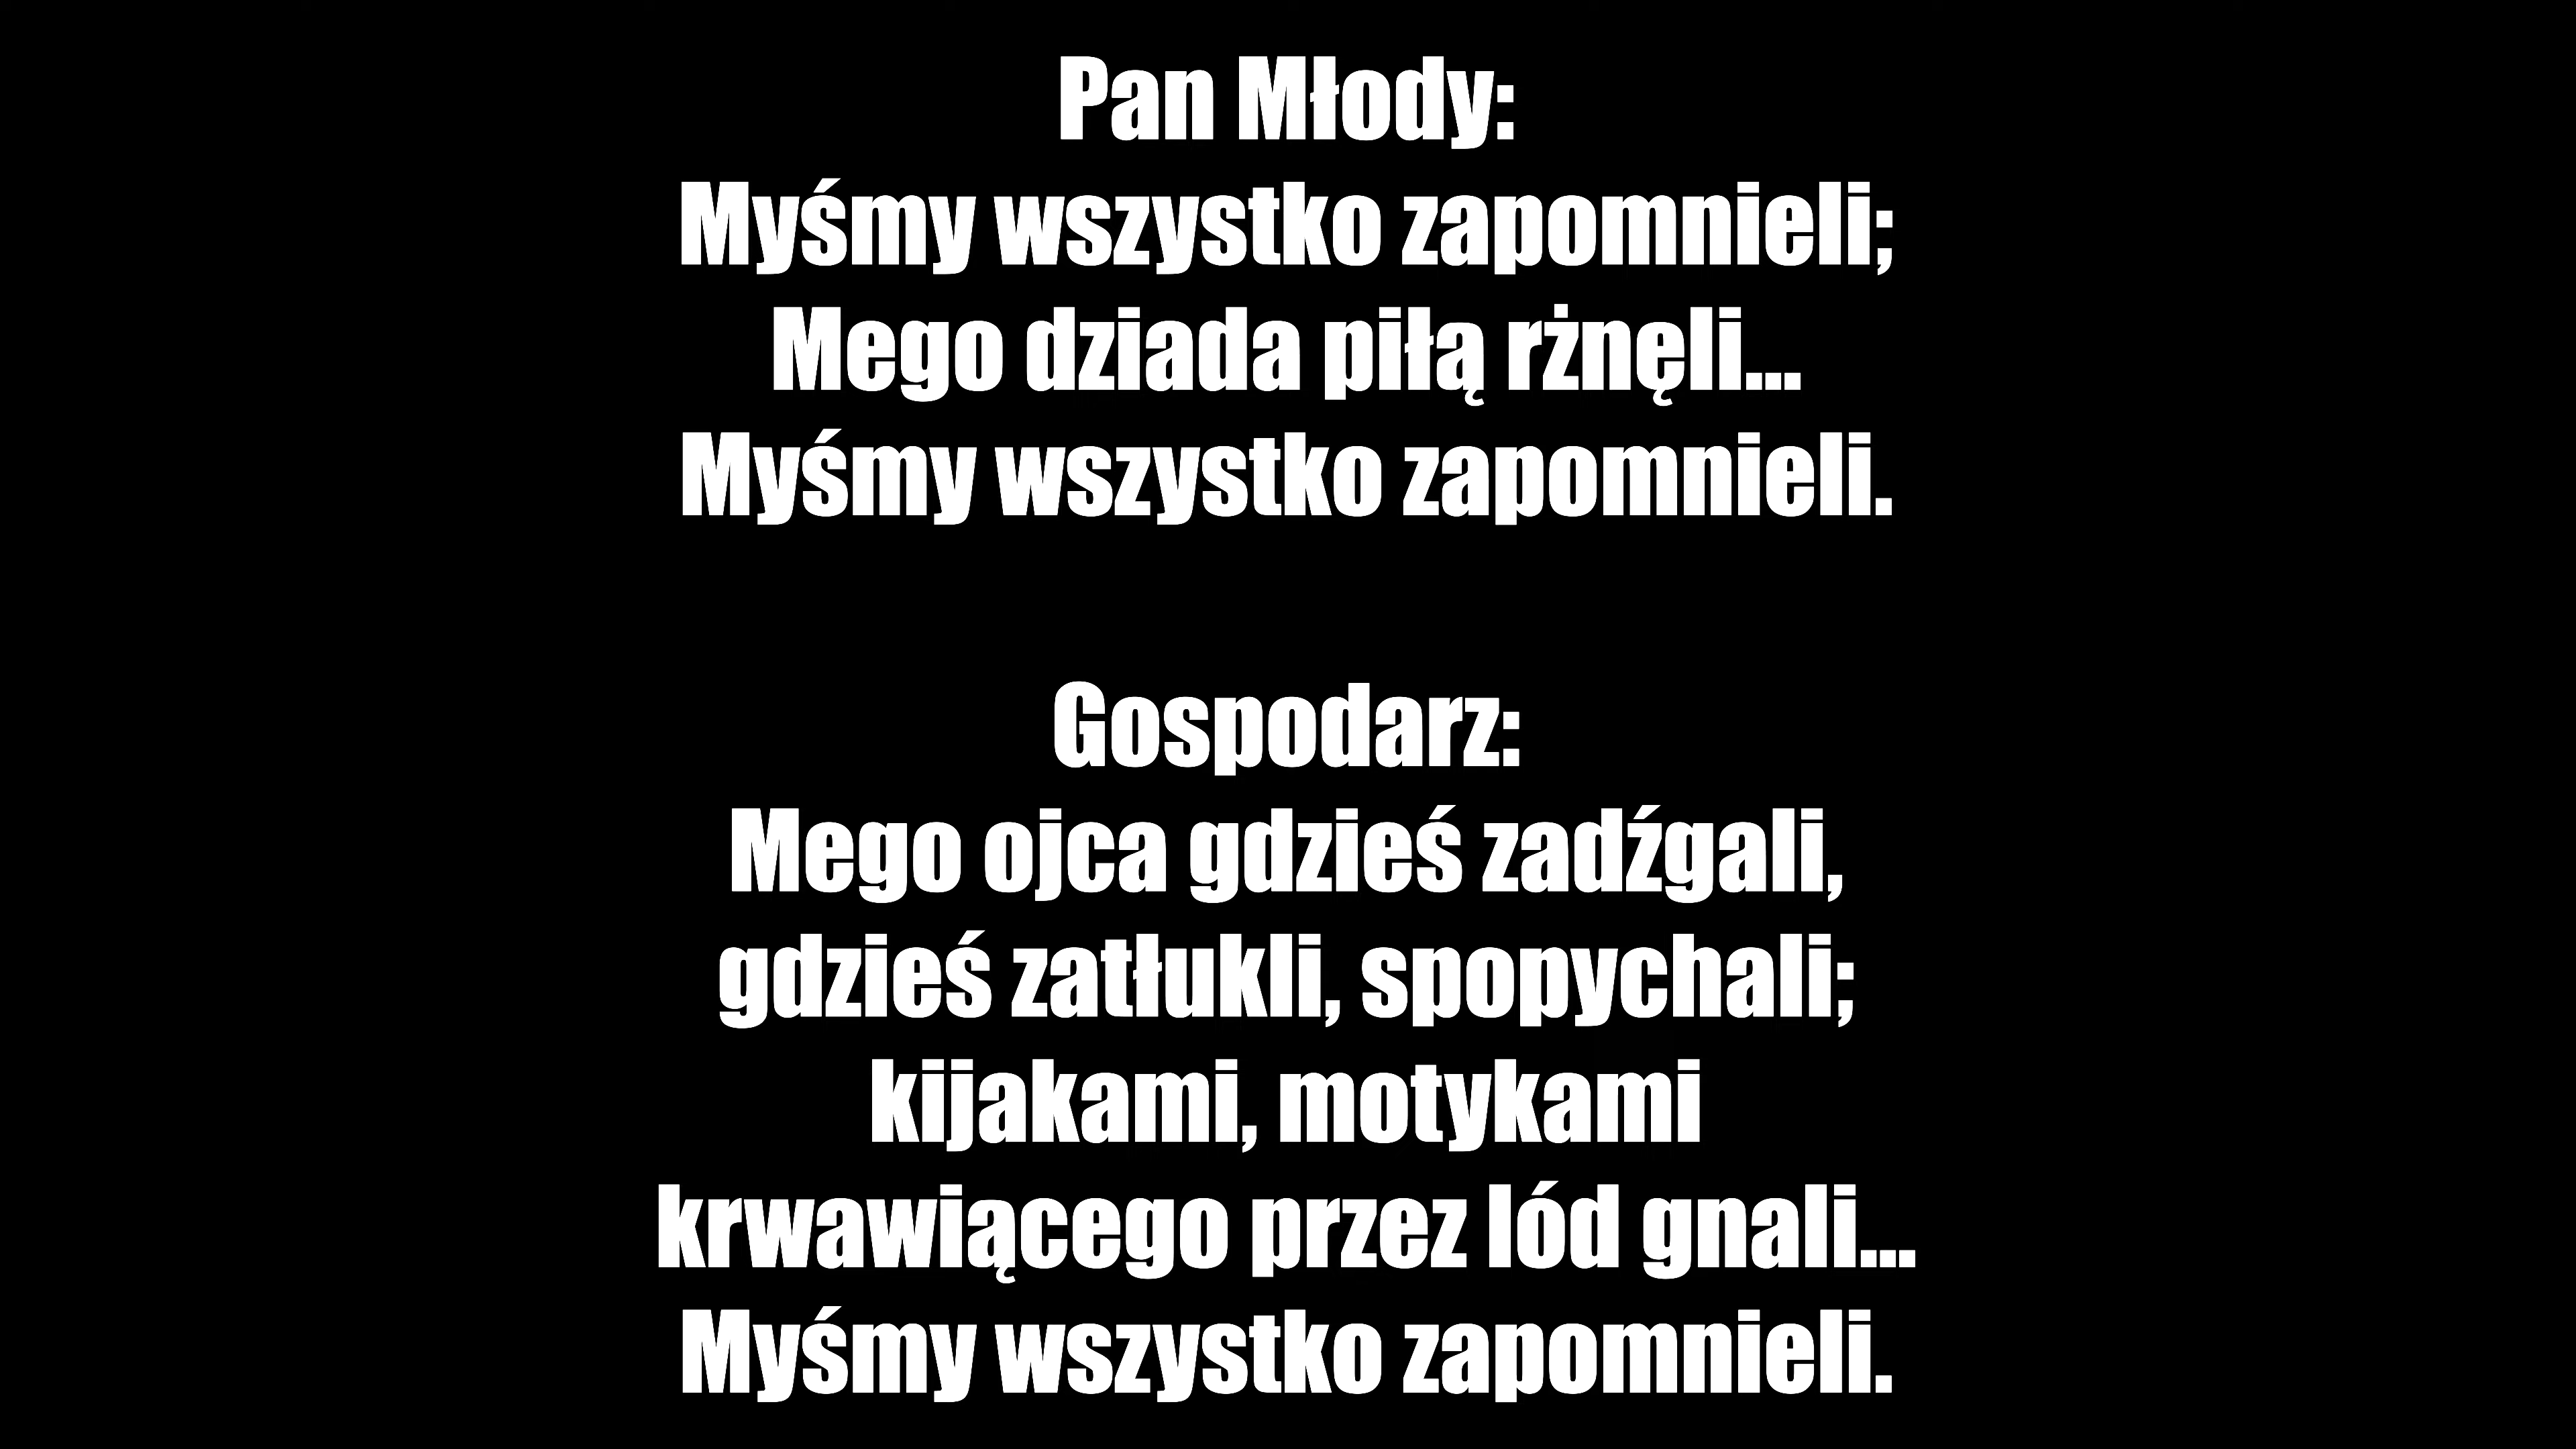 Pan Młody:
Myśmy wszystko zapomnieli;
Mego dziada piłą rżnęli...
Myśmy wszystko zapomnieli.
Gospodarz:
Mego ojca gdzieś zadźgali,
gdzieś zatłukli, spopychali;
kijakami, motykami
krwawiącego przez lód gnali...
Myśmy wszystko zapomnieli.